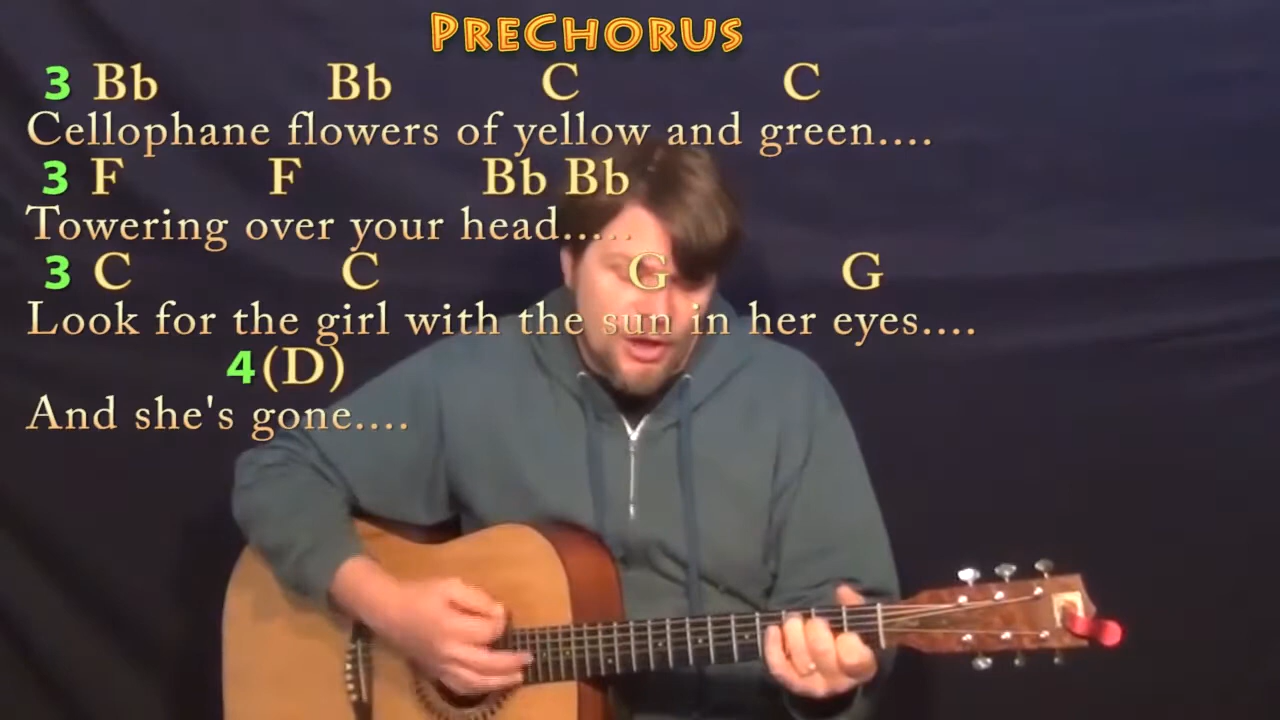 PreChorus
3 Bb Bb C C
Cellophane flowers of yellow and green....
3 F F Bb Bb
Towering over your head.....
3 C C G G
Look for the girl with the sun in her eyes....
4 (D)
And she's gone....